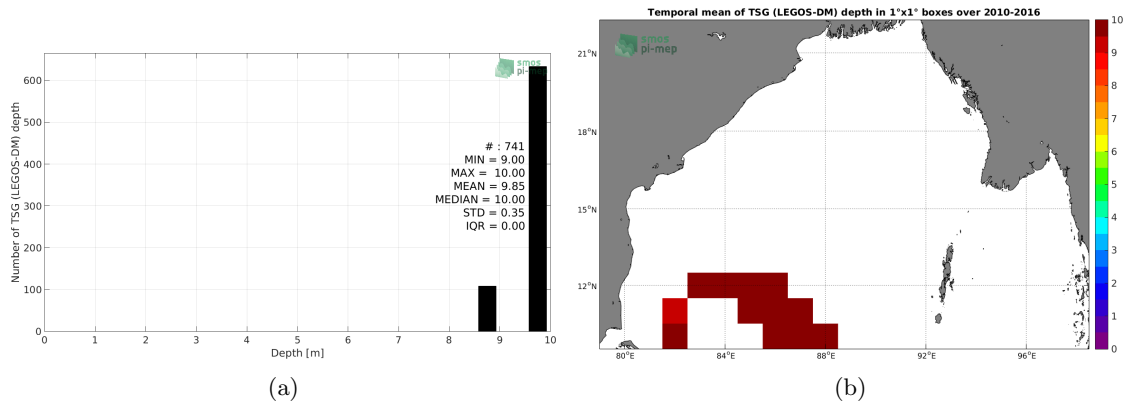 smos
pi-mep
Number of TSG (LEGOS-DM) depth
600
500
400
300
200
100
0
# : 741
MIN = 9.00
MAX = 10.00
MEAN = 9.85
MEDIAN = 10.00
STD = 0.35
IQR = 0.00
0 1 2 3 4 5 6 7 8 9 10
Depth [m]
(a)
Temporal mean of TSG (LEGOS-DM) depth in 1°x1° boxes over 2010-2016
smos
pi-mep
21°N
18°N
15°N
12°N
80°E 84°E 88°E 92°E 96°E
10
9
8
7
6
5
4
3
2
1
0
(b)